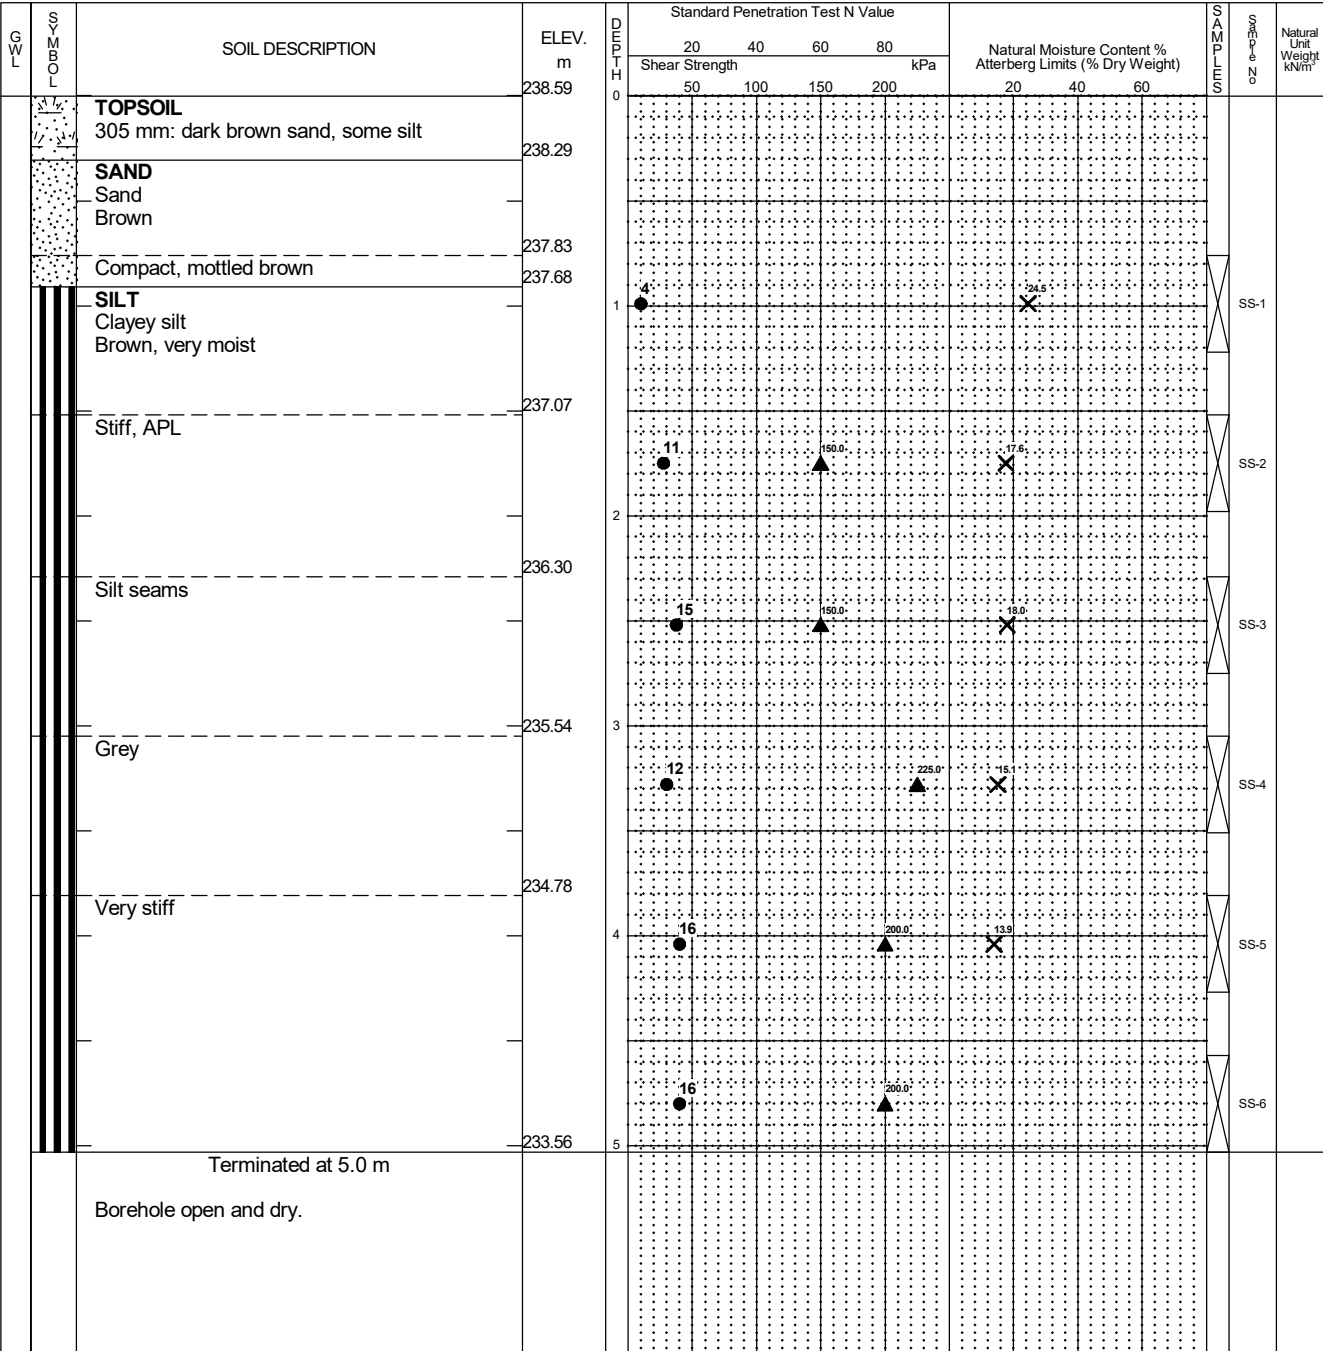 GWL
SYMBOL
SOIL DESCRIPTION
ELEV.
m
DEPTH
Standard Penetration Test N Value
20 40 60 80
Shear Strength kPa
50 100 150 200
Natural Moisture Content %
Atterberg Limits (% Dry Weight)
20 40 60
SAMPLES
Sample No
Natural
Unit
Weight
kN/m³
238.59
0
TOPSOIL
305 mm: dark brown sand, some silt
238.29
SAND
Sand
Brown
237.83
Compact, mottled brown
237.68
SILT
Clayey silt
Brown, very moist
4 24.5
1
SS-1
237.07
Stiff, APL
11 150.0 17.6
SS-2
2
236.30
Silt seams
15 150.0 18.0
SS-3
235.54
3
Grey
12 225.0 15.1
SS-4
234.78
Very stiff
16 200.0 13.9
4
SS-5
16 200.0
SS-6
233.56
5
Terminated at 5.0 m
Borehole open and dry.